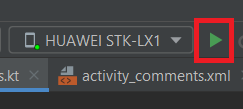 HUAWEI STK-LX1
s.kt
activity_comments.xml